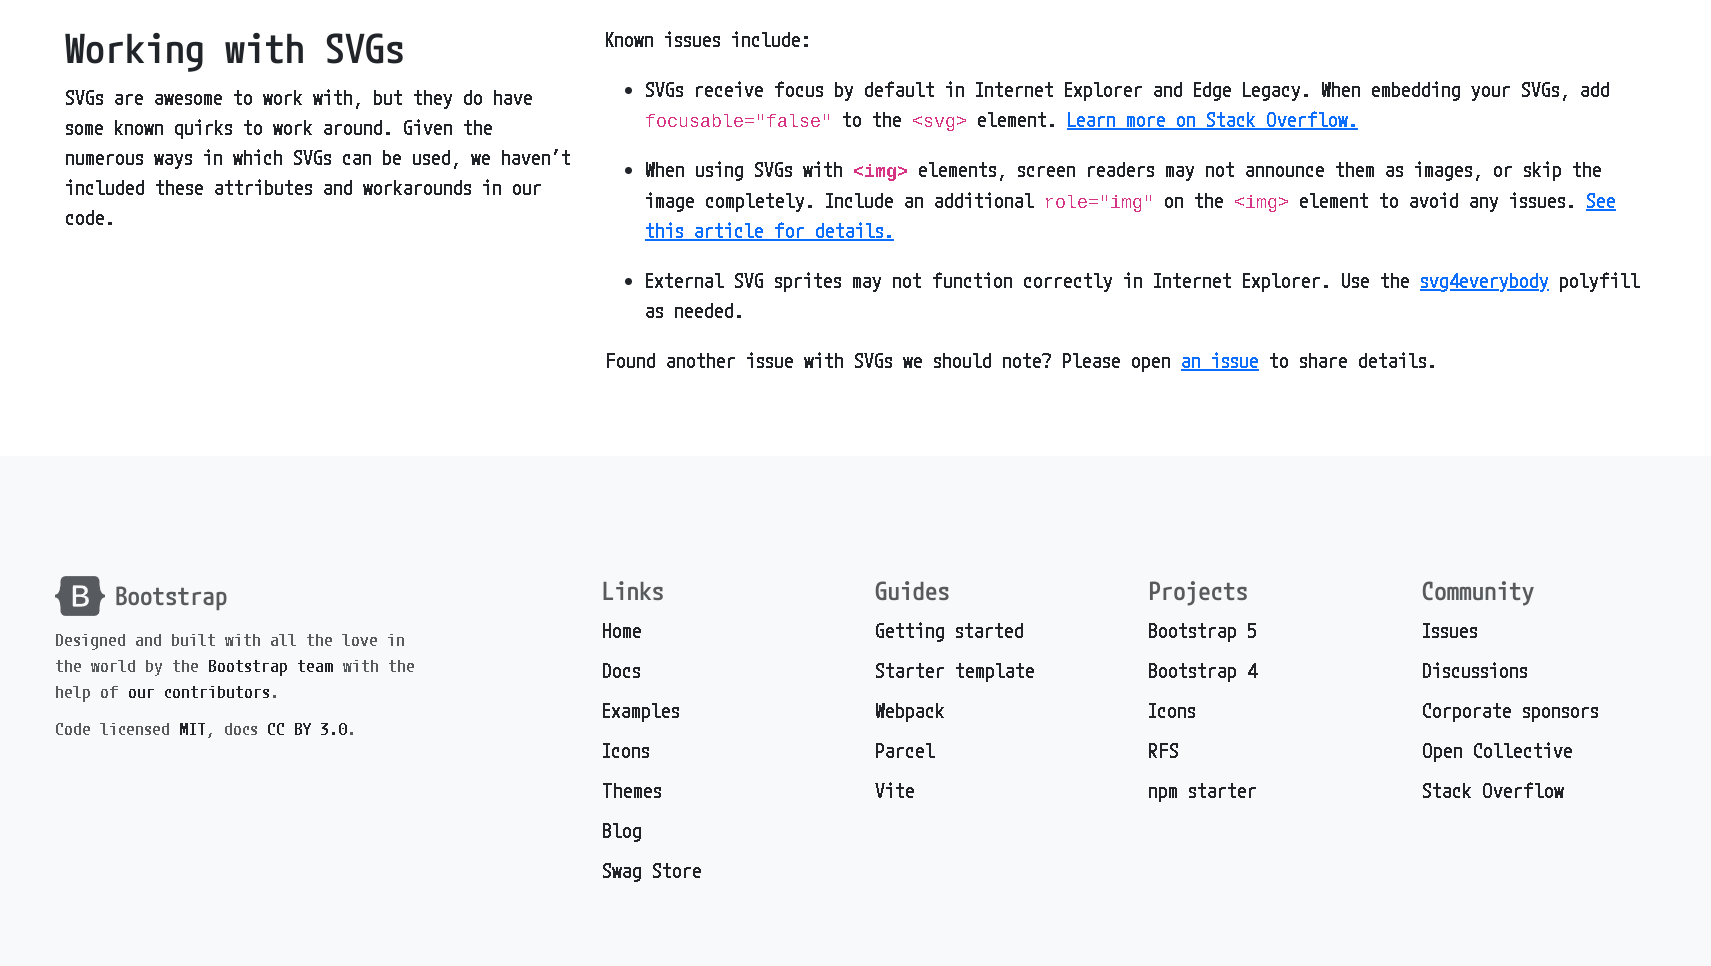 Working with SVGs
SVGs are awesome to work with, but they do have
some known quirks to work around. Given the
numerous ways in which SVGs can be used, we haven’t
included these attributes and workarounds in our
code.
Known issues include:
• SVGs receive focus by default in Internet Explorer and Edge Legacy. When embedding your SVGs, add
focusable="false" to the <svg> element. Learn more on Stack Overflow.
• When using SVGs with <img> elements, screen readers may not announce them as images, or skip the
image completely. Include an additional role="img" on the <img> element to avoid any issues. See
this article for details.
• External SVG sprites may not function correctly in Internet Explorer. Use the svg4everybody polyfill
as needed.
Found another issue with SVGs we should note? Please open an issue to share details.
B Bootstrap
Designed and built with all the love in
the world by the Bootstrap team with the
help of our contributors.
Code licensed MIT, docs CC BY 3.0.
Links
Home
Docs
Examples
Icons
Themes
Blog
Swag Store
Guides
Getting started
Starter template
Webpack
Parcel
Vite
Projects
Bootstrap 5
Bootstrap 4
Icons
RFS
npm starter
Community
Issues
Discussions
Corporate sponsors
Open Collective
Stack Overflow